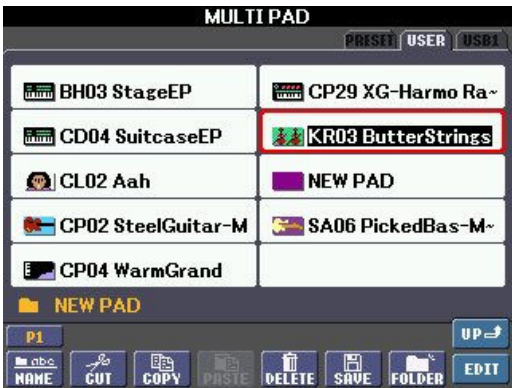 MULTI PAD
PRESET USER USB1
BH03 StageEP
CP29 XG-Harmo Ra~
CD04 SuitcaseEP
KR03 ButterStrings
CL02 Aah
NEW PAD
CP02 SteelGuitar-M
SA06 PickedBas-M~
CP04 WarmGrand
NEW PAD
P1
UP
abc
NAME CUT COPY PASTE DELETE SAVE FOLDER EDIT